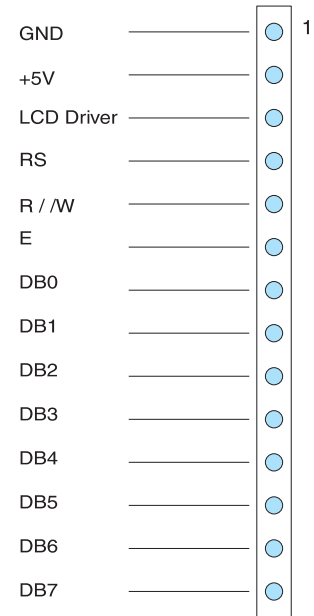 GND 1
+5V
LCD Driver
RS
R / /W
E
DB0
DB1
DB2
DB3
DB4
DB5
DB6
DB7